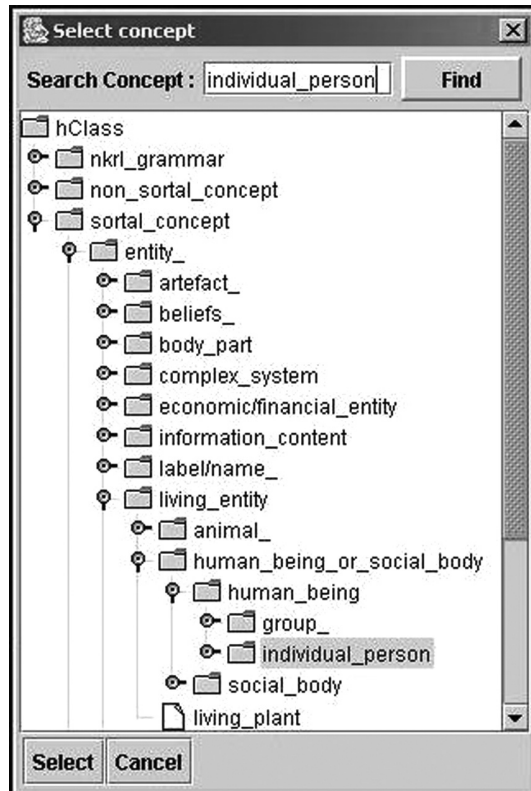 Select concept
Search Concept : individual_person Find
hClass
nkrl_grammar
non_sortal_concept
sortal_concept
entity_
artefact_
beliefs_
body_part
complex_system
economic/financial_entity
information_content
label/name_
living_entity
animal_
human_being_or_social_body
human_being
group_
individual_person
social_body
living_plant
Select Cancel